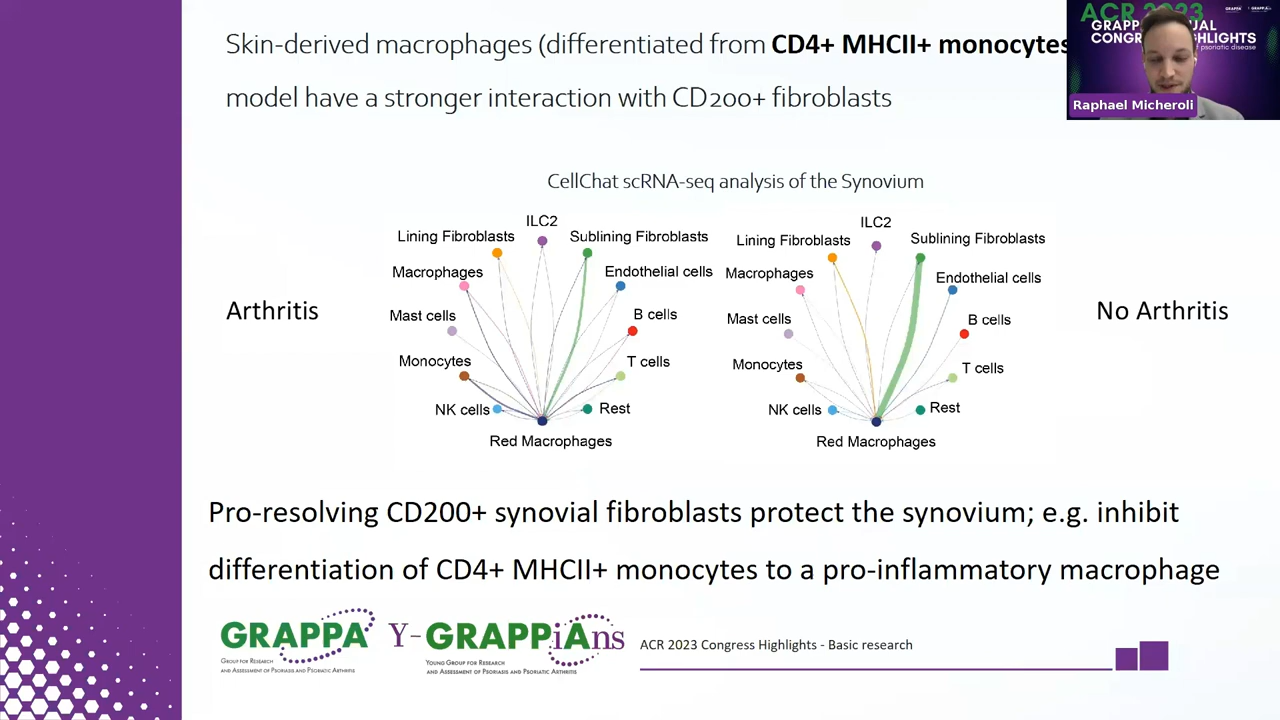 Skin-derived macrophages (differentiated from CD4+ MHCII+ monocytes
model have a stronger interaction with CD200+ fibroblasts
ACR 2023
GRAPPA
Raphael Micheroli
CellChat scRNA-seq analysis of the Synovium
Arthritis
ILC2
Lining Fibroblasts
Sublining Fibroblasts
Macrophages
Endothelial cells
Mast cells
B cells
Monocytes
T cells
NK cells
Rest
Red Macrophages
ILC2
Lining Fibroblasts
Sublining Fibroblasts
Macrophages
Endothelial cells
Mast cells
B cells
Monocytes
T cells
NK cells
Rest
Red Macrophages
No Arthritis
Pro-resolving CD200+ synovial fibroblasts protect the synovium; e.g. inhibit
differentiation of CD4+ MHCII+ monocytes to a pro-inflammatory macrophage
GRAPPA
Group for Research
and Assessment of Psoriasis and Psoriatic Arthritis
Y-GRAPPiAns
Young Group for Research
and Assessment of Psoriasis and Psoriatic Arthritis
ACR 2023 Congress Highlights - Basic research